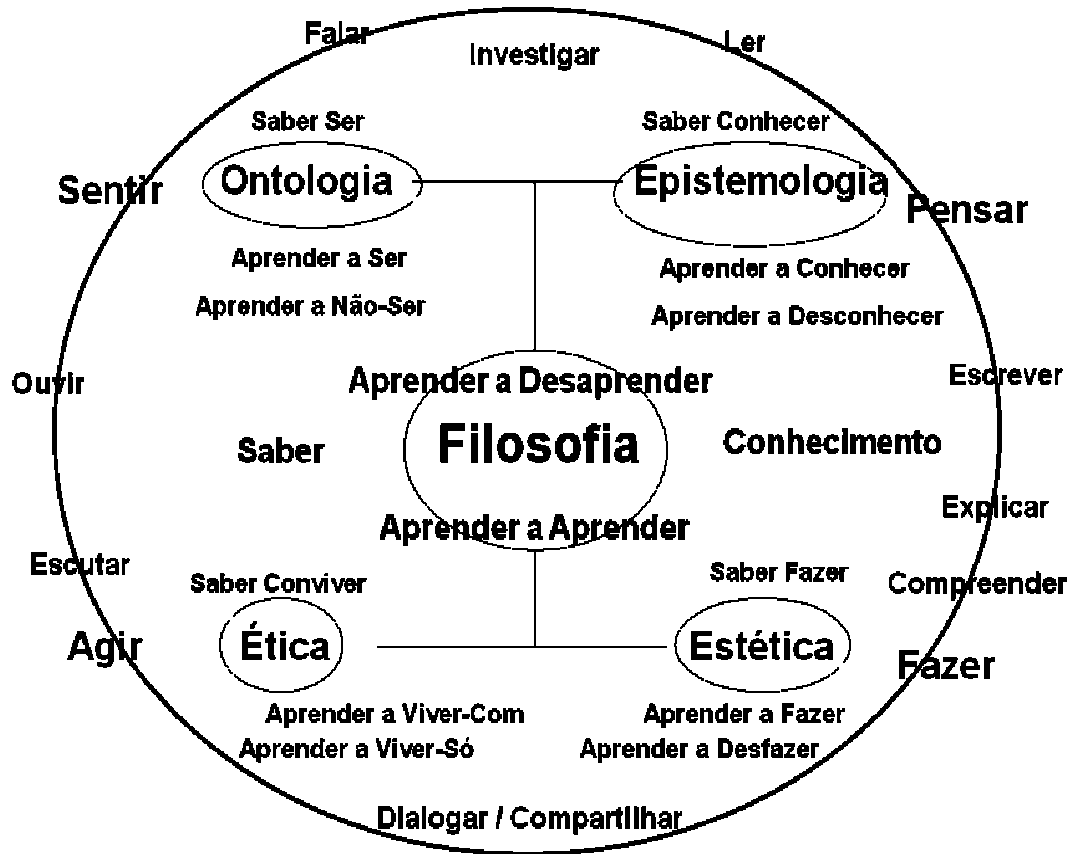 Falar
Ler
Investigar
Saber Ser
Saber Conhecer
Sentir
Ontologia
Epistemologia
Pensar
Aprender a Ser
Aprender a Conhecer
Aprender a Não-Ser
Aprender a Desconhecer
Ouvir
Aprender a Desaprender
Escrever
Saber
Filosofia
Conhecimento
Explicar
Aprender a Aprender
Escutar
Saber Conviver
Saber Fazer
Compreender
Agir
Ética
Estética
Fazer
Aprender a Viver-Com
Aprender a Fazer
Aprender a Viver-Só
Aprender a Desfazer
Dialogar / Compartilhar